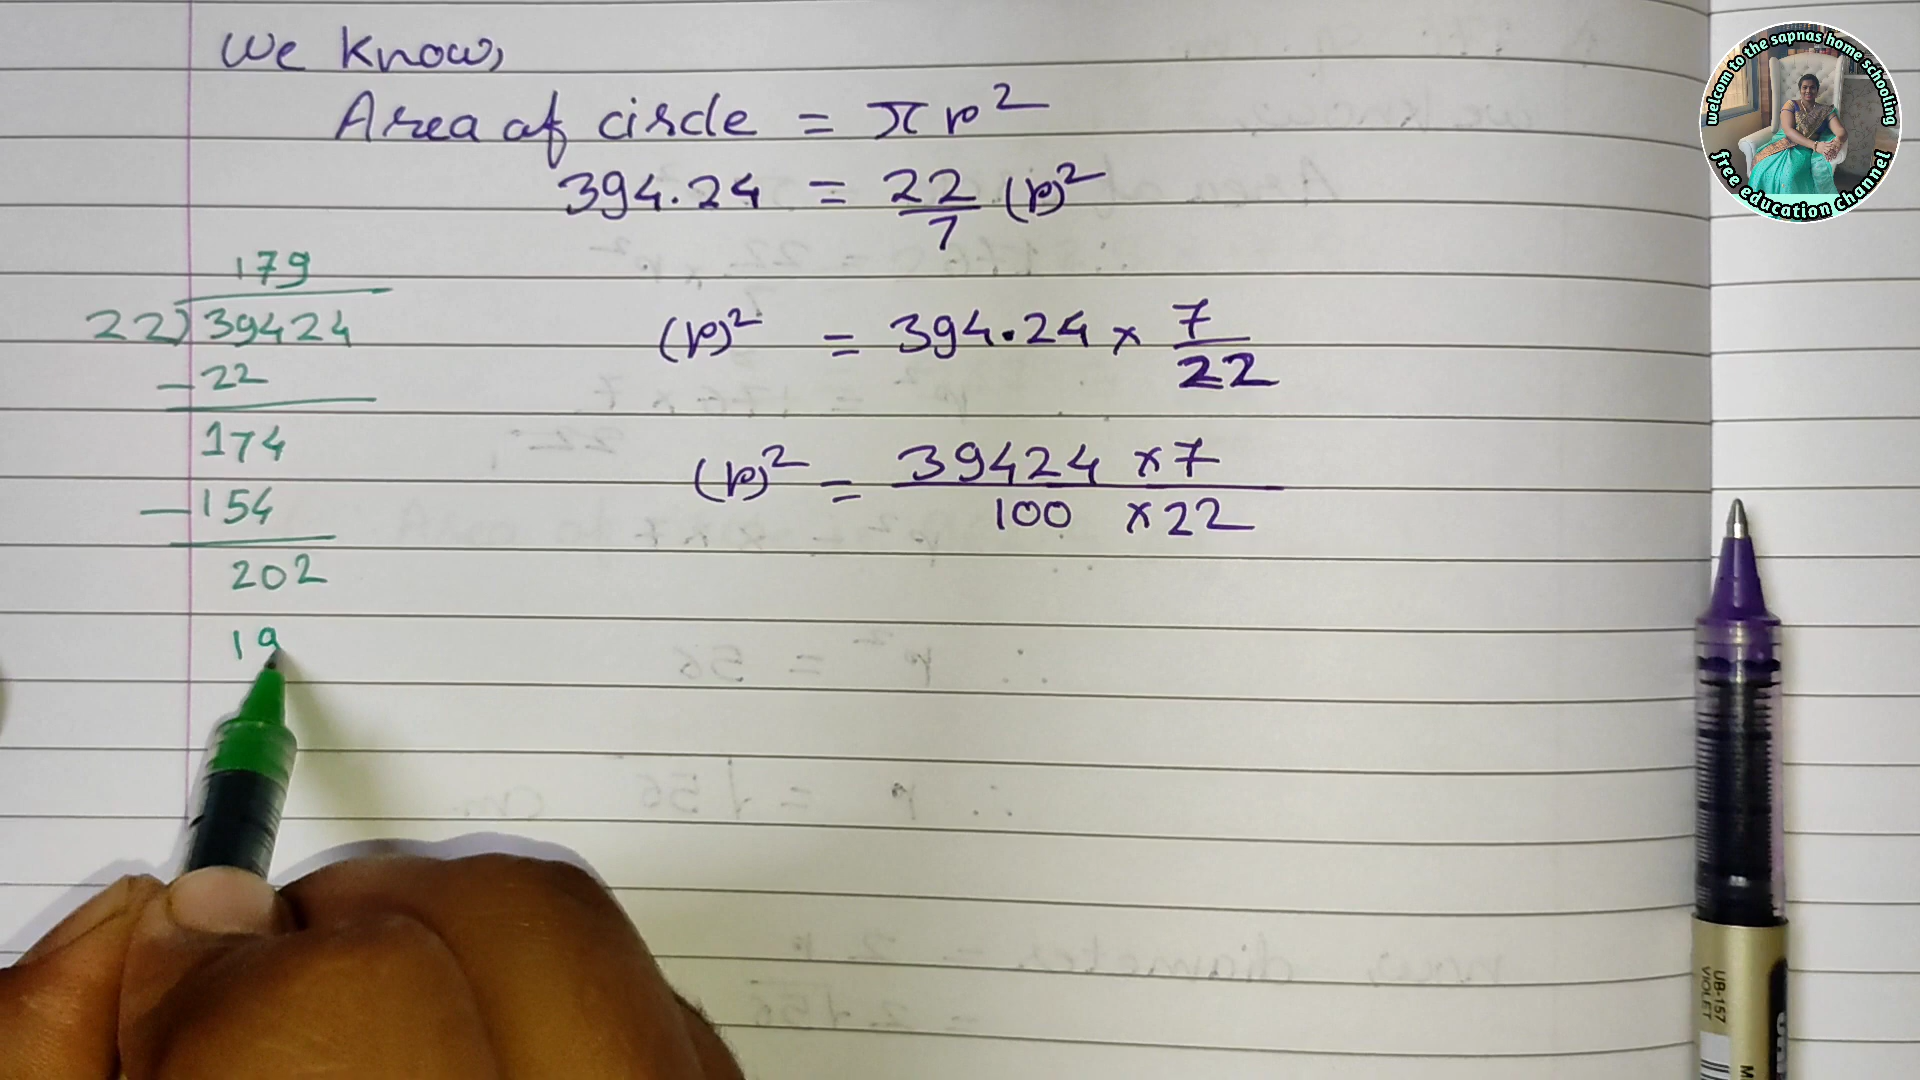 We know,
Area of circle = πr²
394.24 = 22/7 (r)²
(r)² = 394.24 × 7/22
(r)² = 39424 × 7 / 100 × 22
179
22)39424
-22
174
-154
202
19
welcom to the sapnas home schooling
free education channel
UB-157
VIOLET